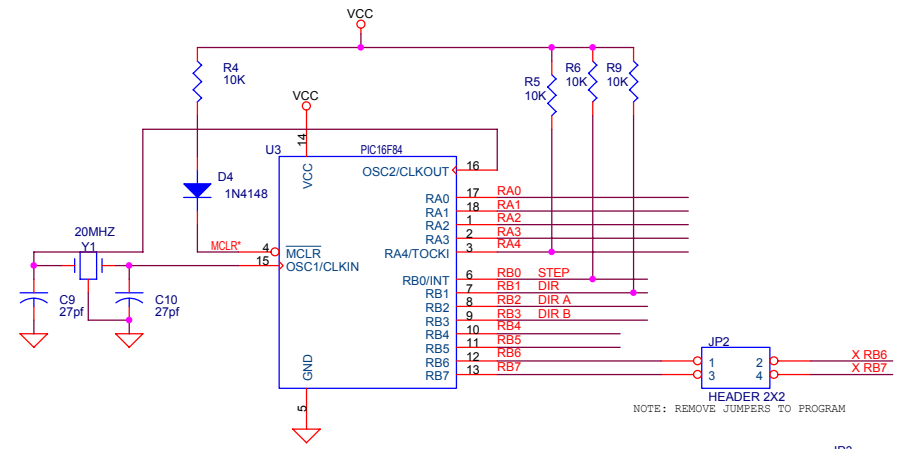 VCC
R4
10K
R5
10K
R6
10K
R9
10K
VCC
14
U3
PIC16F84
VCC
OSC2/CLKOUT
16
D4
1N4148
RA0
17
RA0
RA1
18
RA1
RA2
1
RA2
RA3
2
RA3
RA4/TOCKI
3
RA4
20MHZ
Y1
MCLR*
4
MCLR
15
OSC1/CLKIN
RB0/INT
6
RB0
STEP
RB1
7
RB1
DIR
RB2
8
RB2
DIR A
RB3
9
RB3
DIR B
RB4
10
RB4
RB5
11
RB5
RB6
12
RB6
RB7
13
RB7
C9
27pf
C10
27pf
GND
5
JP2
1
2
3
4
X RB6
X RB7
HEADER 2X2
NOTE: REMOVE JUMPERS TO PROGRAM